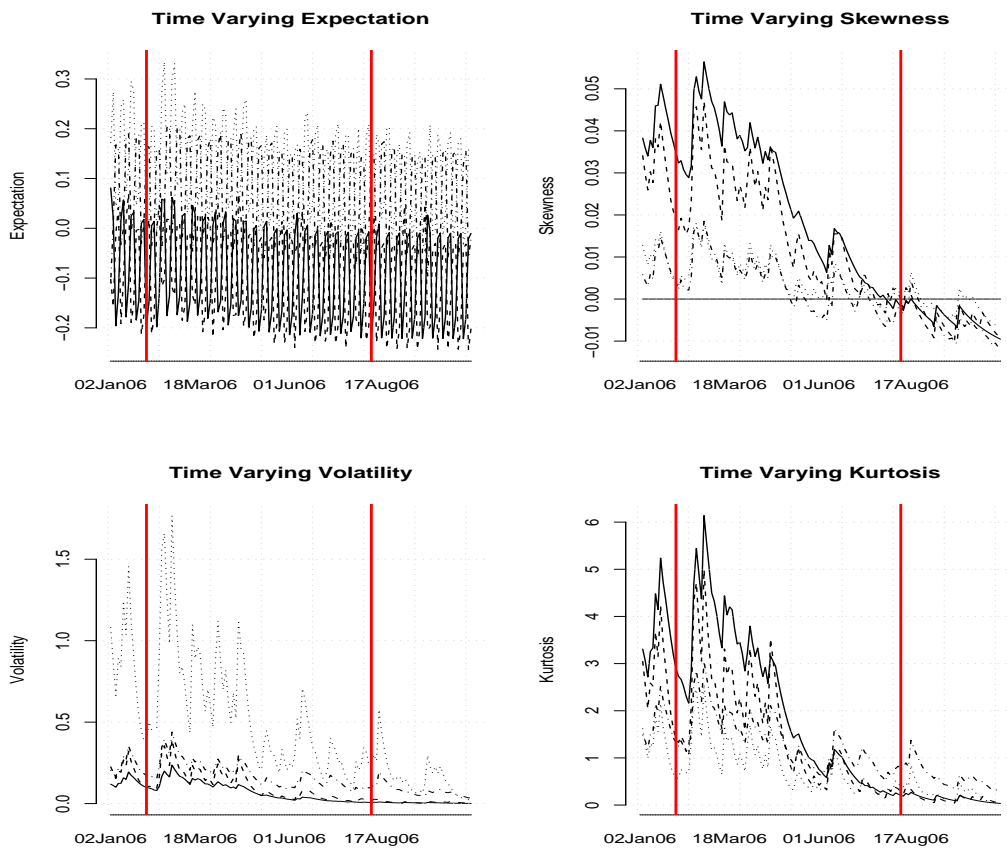 Time Varying Expectation
Expectation
0.3
0.2
0.1
0.0
-0.1
-0.2
02Jan06 18Mar06 01Jun06 17Aug06
Time Varying Skewness
Skewness
0.05
0.04
0.03
0.02
0.01
0.00
-0.01
02Jan06 18Mar06 01Jun06 17Aug06
Time Varying Volatility
Volatility
1.5
1.0
0.5
0.0
02Jan06 18Mar06 01Jun06 17Aug06
Time Varying Kurtosis
Kurtosis
6
5
4
3
2
1
0
02Jan06 18Mar06 01Jun06 17Aug06